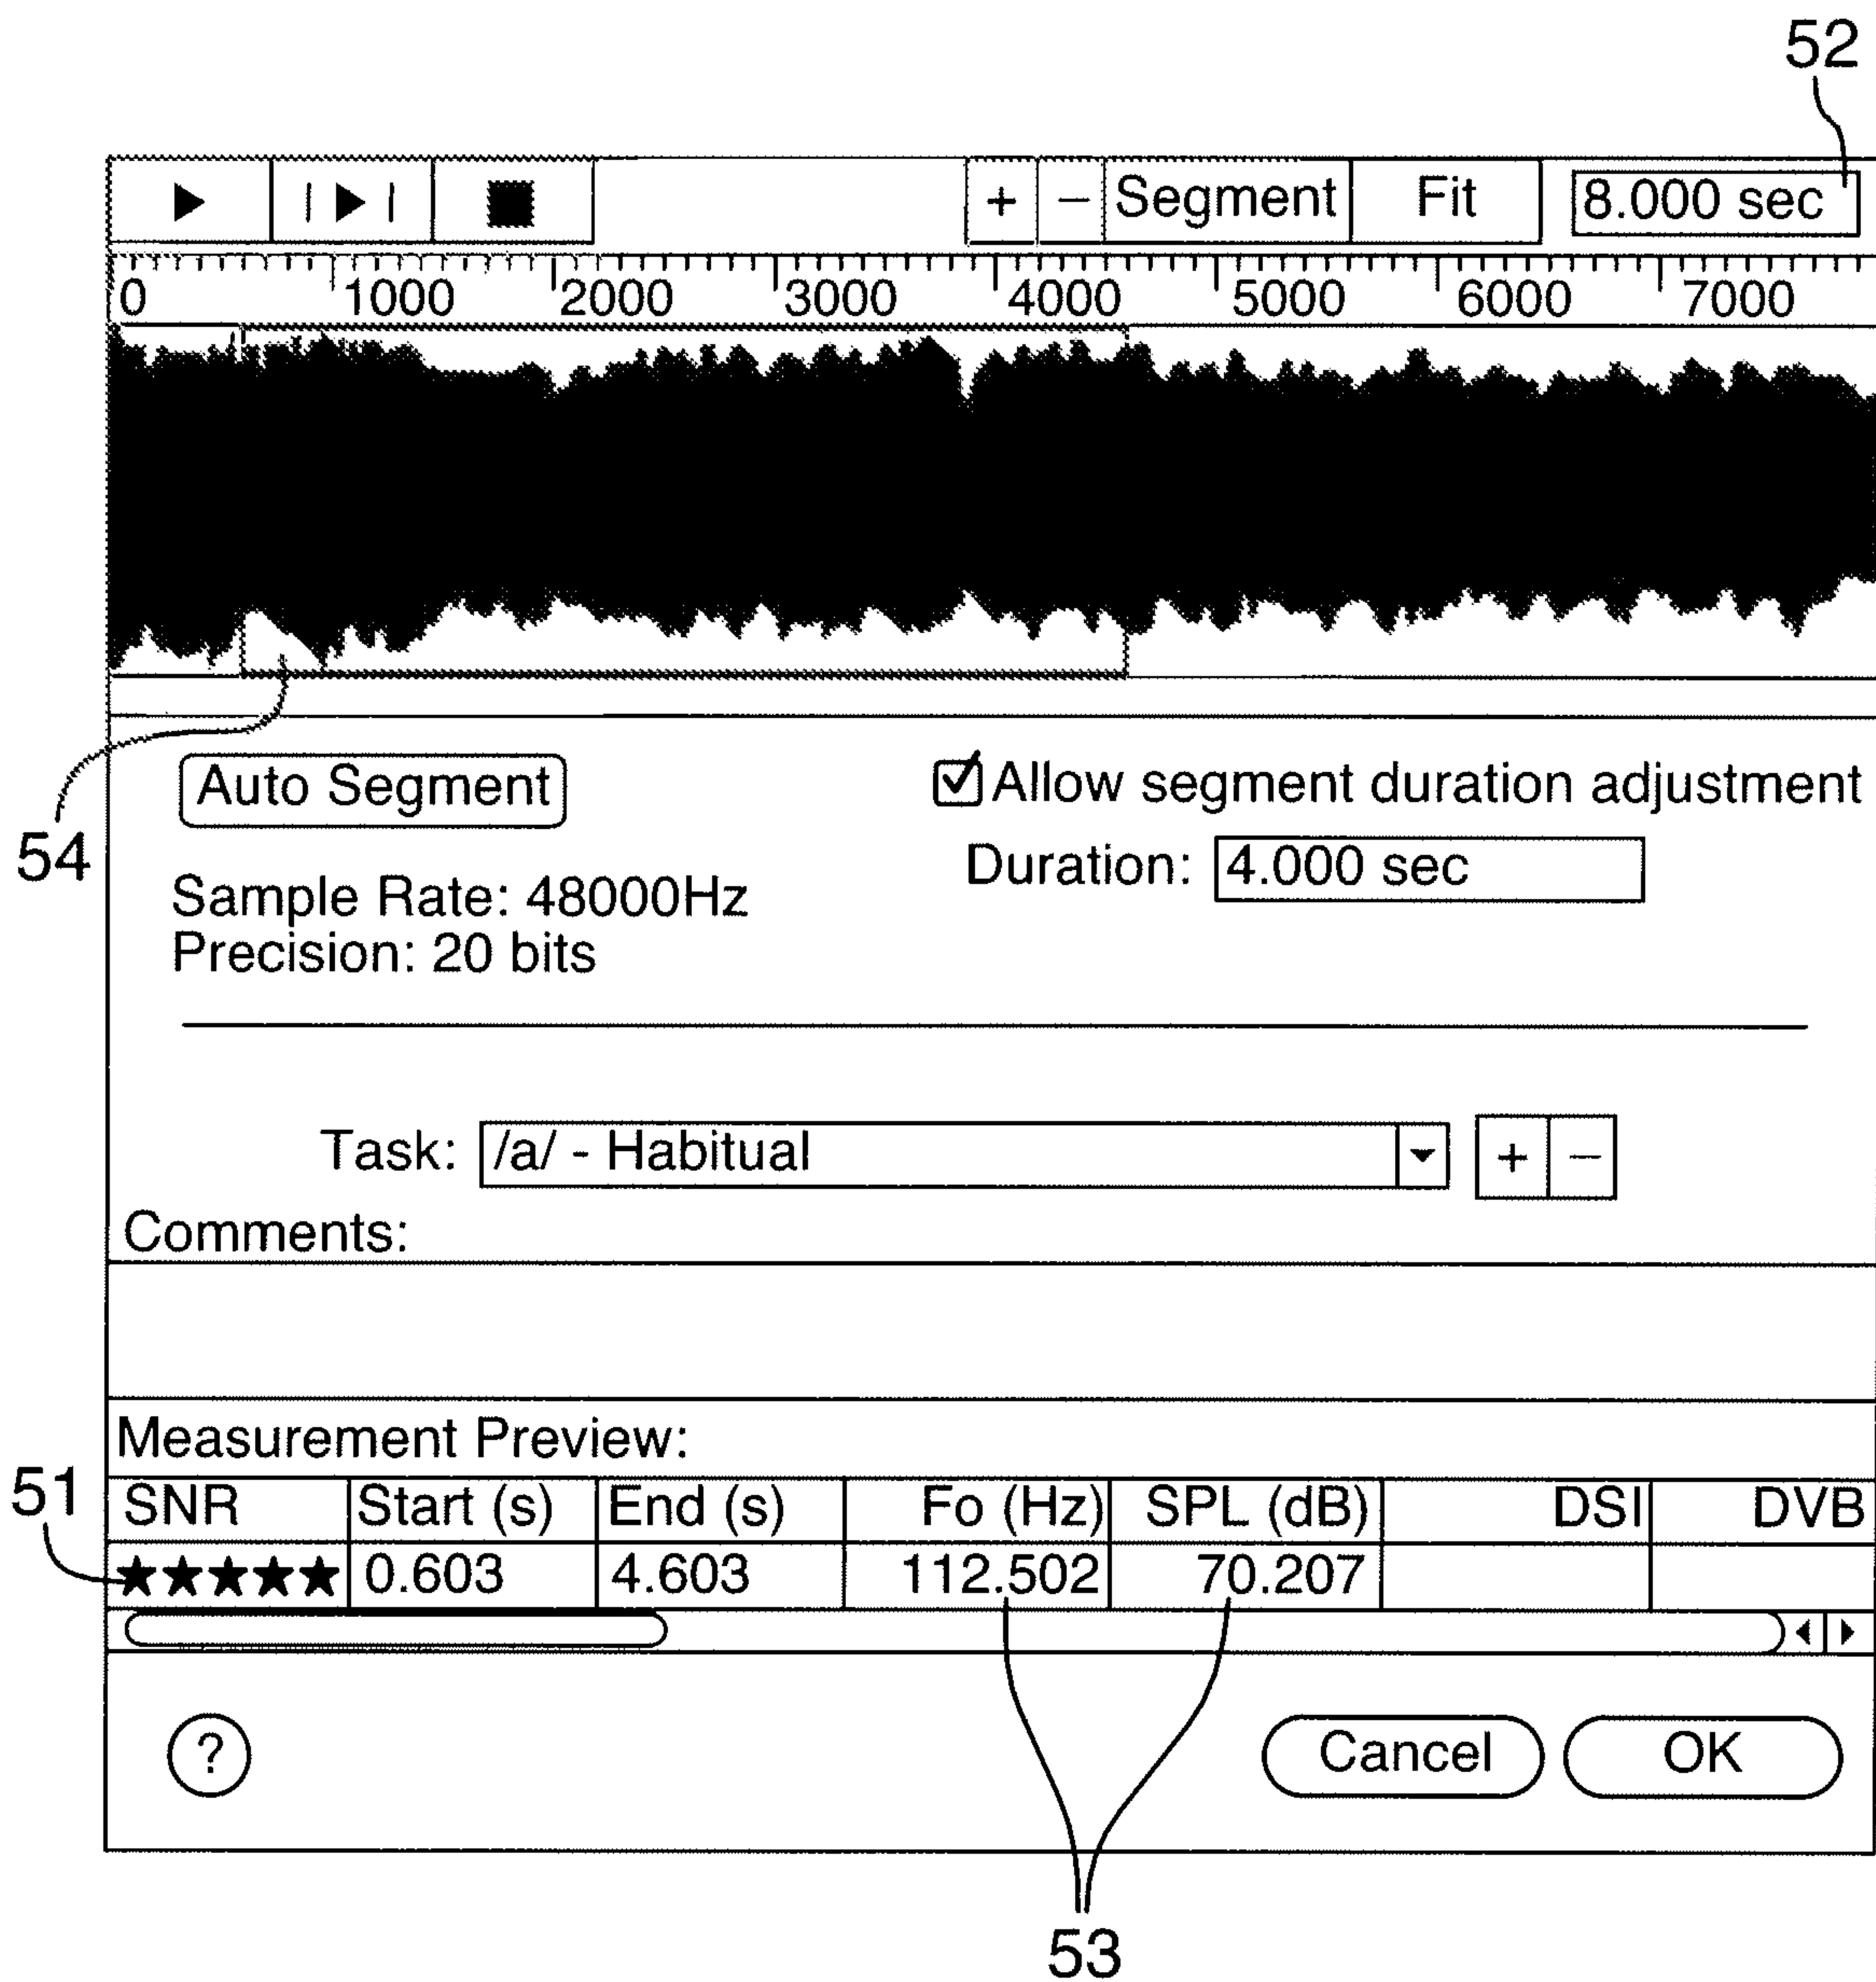 52
+ − Segment Fit 8.000 sec
0 1000 2000 3000 4000 5000 6000 7000
Auto Segment
Allow segment duration adjustment
54
Duration: 4.000 sec
Sample Rate: 48000Hz
Precision: 20 bits
Task: /a/ - Habitual + −
Comments:
Measurement Preview:
51
SNR Start (s) End (s) Fo (Hz) SPL (dB) DSI DVB
★★★★★ 0.603 4.603 112.502 70.207
? Cancel OK
53